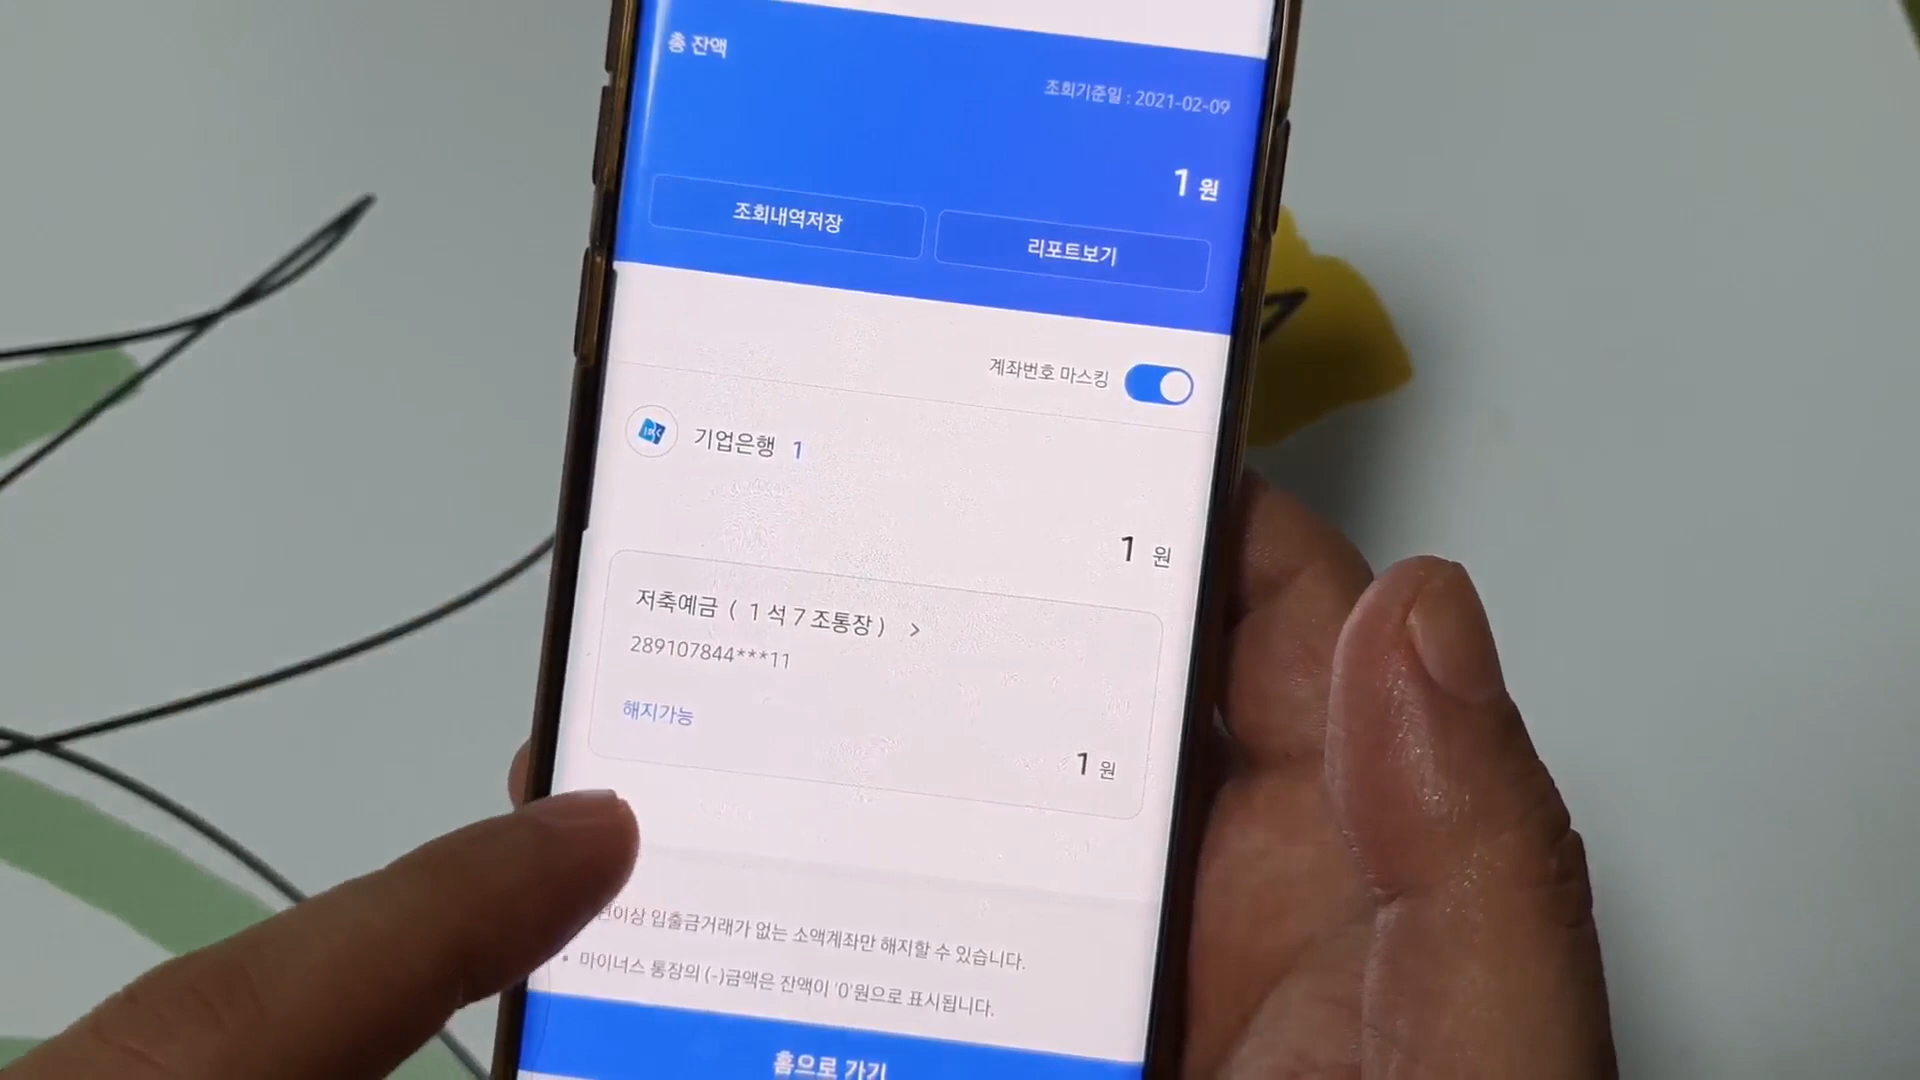 총 잔액
조회기준일 : 2021-02-09
1 원
조회내역저장
리포트보기
계좌번호 마스킹
기업은행 1
1 원
저축예금 ( 1 석 7 조통장 ) >
289107844***11
해지가능
1 원
이상 입출금거래가 없는 소액계좌만 해지할 수 있습니다.
• 마이너스 통장의 (-)금액은 잔액이 '0'원으로 표시됩니다.
홈으로 가기